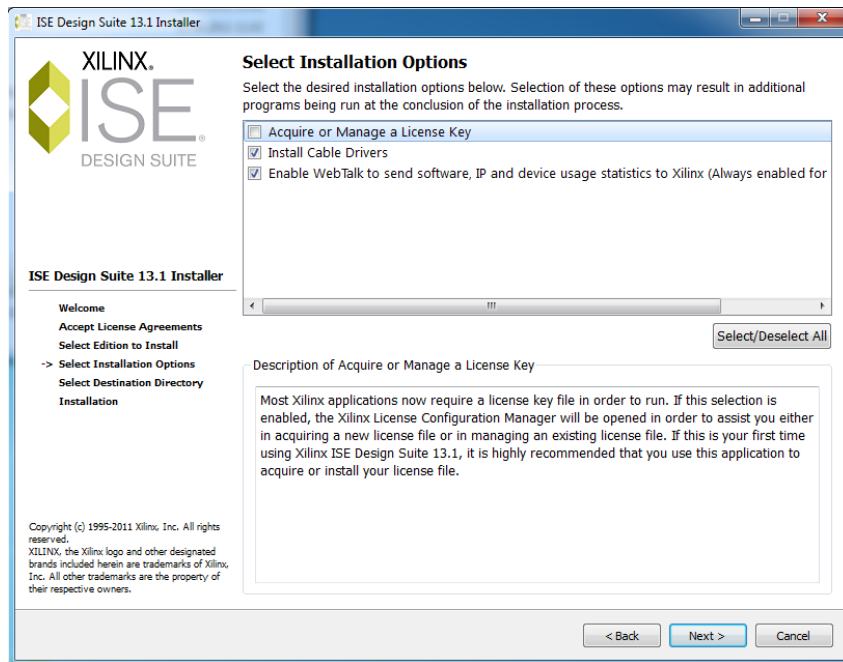 ISE Design Suite 13.1 Installer
XILINX®
ISE®
DESIGN SUITE
ISE Design Suite 13.1 Installer
Welcome
Accept License Agreements
Select Edition to Install
-> Select Installation Options
Select Destination Directory
Installation
Copyright (c) 1995-2011 Xilinx, Inc. All rights
reserved.
XILINX, the Xilinx logo and other designated
brands included herein are trademarks of Xilinx,
Inc. All other trademarks are the property of
their respective owners.
Select Installation Options
Select the desired installation options below. Selection of these options may result in additional
programs being run at the conclusion of the installation process.
Acquire or Manage a License Key
Install Cable Drivers
Enable WebTalk to send software, IP and device usage statistics to Xilinx (Always enabled for
Select/Deselect All
Description of Acquire or Manage a License Key
Most Xilinx applications now require a license key file in order to run. If this selection is
enabled, the Xilinx License Configuration Manager will be opened in order to assist you either
in acquiring a new license file or in managing an existing license file. If this is your first time
using Xilinx ISE Design Suite 13.1, it is highly recommended that you use this application to
acquire or install your license file.
< Back
Next >
Cancel